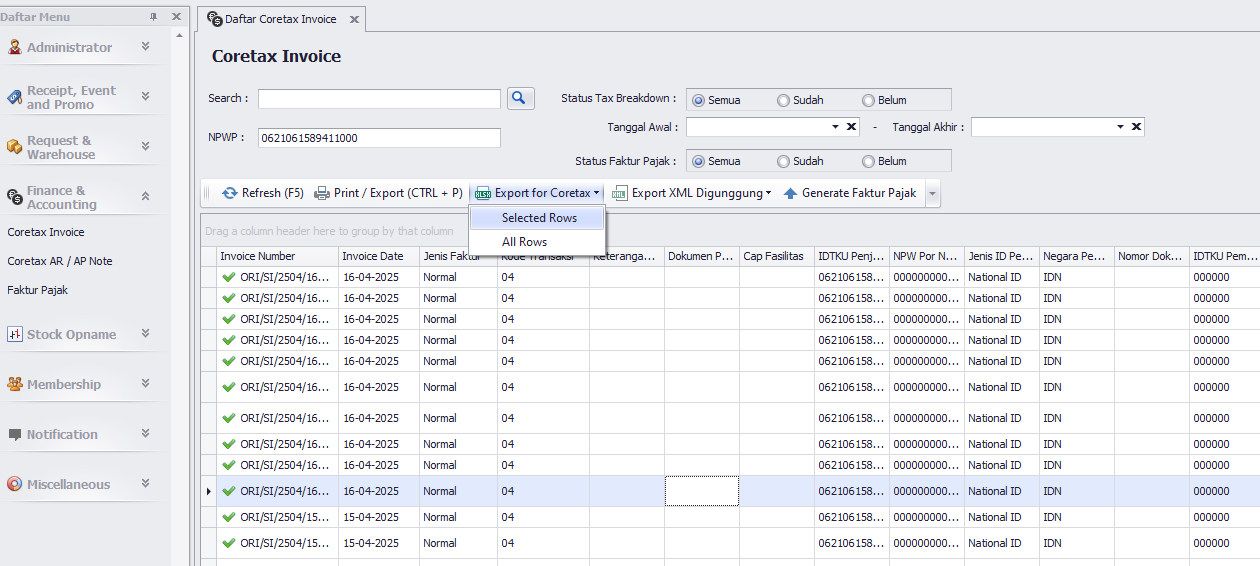 Daftar Menu
Administrator
Receipt, Event
and Promo
Request &
Warehouse
Finance &
Accounting
Coretax Invoice
Coretax AR / AP Note
Faktur Pajak
Stock Opname
Membership
Notification
Miscellaneous
Daftar Coretax Invoice
Coretax Invoice
Search :
Status Tax Breakdown : Semua Sudah Belum
Tanggal Awal : - Tanggal Akhir :
NPWP : 0621061589411000
Status Faktur Pajak : Semua Sudah Belum
Refresh (F5) Print / Export (CTRL + P) Export for Coretax Export XML Digunggung Generate Faktur Pajak
Selected Rows
All Rows
Drag a column header here to group by that column
Invoice Number Invoice Date Jenis Faktur Kode Transaksi Keteranga... Dokumen P... Cap Fasilitas IDTKU Penj... NPW Por N... Jenis ID Pe... Negara Pe... Nomor Dok... IDTKU Pem...
ORI/SI/2504/16... 16-04-2025 Normal 04 062106158... 000000000... National ID IDN 000000
ORI/SI/2504/16... 16-04-2025 Normal 04 062106158... 000000000... National ID IDN 000000
ORI/SI/2504/16... 16-04-2025 Normal 04 062106158... 000000000... National ID IDN 000000
ORI/SI/2504/16... 16-04-2025 Normal 04 062106158... 000000000... National ID IDN 000000
ORI/SI/2504/16... 16-04-2025 Normal 04 062106158... 000000000... National ID IDN 000000
ORI/SI/2504/16... 16-04-2025 Normal 04 062106158... 000000000... National ID IDN 000000
ORI/SI/2504/16... 16-04-2025 Normal 04 062106158... 000000000... National ID IDN 000000
ORI/SI/2504/16... 16-04-2025 Normal 04 062106158... 000000000... National ID IDN 000000
ORI/SI/2504/16... 16-04-2025 Normal 04 062106158... 000000000... National ID IDN 000000
ORI/SI/2504/16... 16-04-2025 Normal 04 062106158... 000000000... National ID IDN 000000
ORI/SI/2504/15... 15-04-2025 Normal 04 062106158... 000000000... National ID IDN 000000
ORI/SI/2504/15... 15-04-2025 Normal 04 062106158... 000000000... National ID IDN 000000